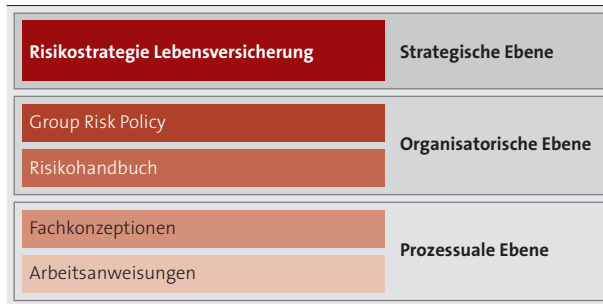 Risikostrategie Lebensversicherung
Strategische Ebene
Group Risk Policy
Risikohandbuch
Organisatorische Ebene
Fachkonzeptionen
Arbeitsanweisungen
Prozessuale Ebene